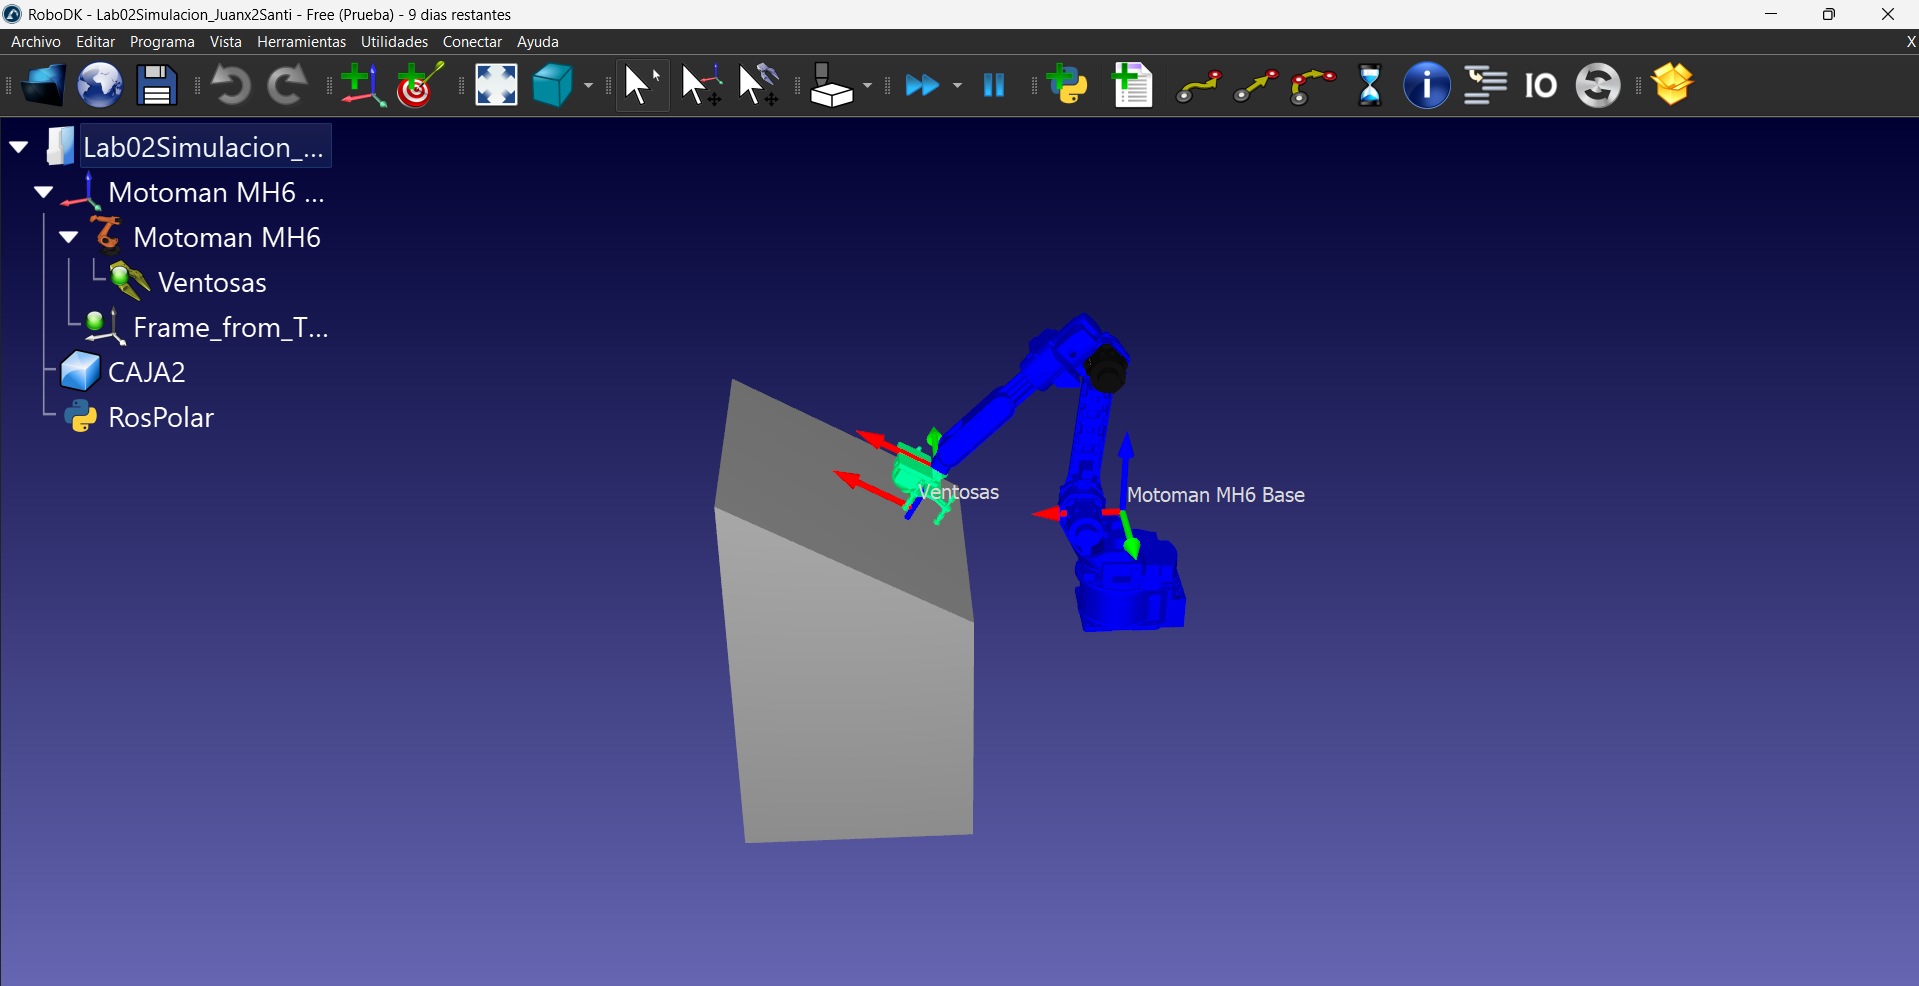 RoboDK - Lab02Simulacion_Juanx2Santi - Free (Prueba) - 9 dias restantes
Archivo Editar Programa Vista Herramientas Utilidades Conectar Ayuda X
IO
Lab02Simulacion_...
Motoman MH6 ...
Motoman MH6
Ventosas
Frame_from_T...
CAJA2
RosPolar
Ventosas
Motoman MH6 Base